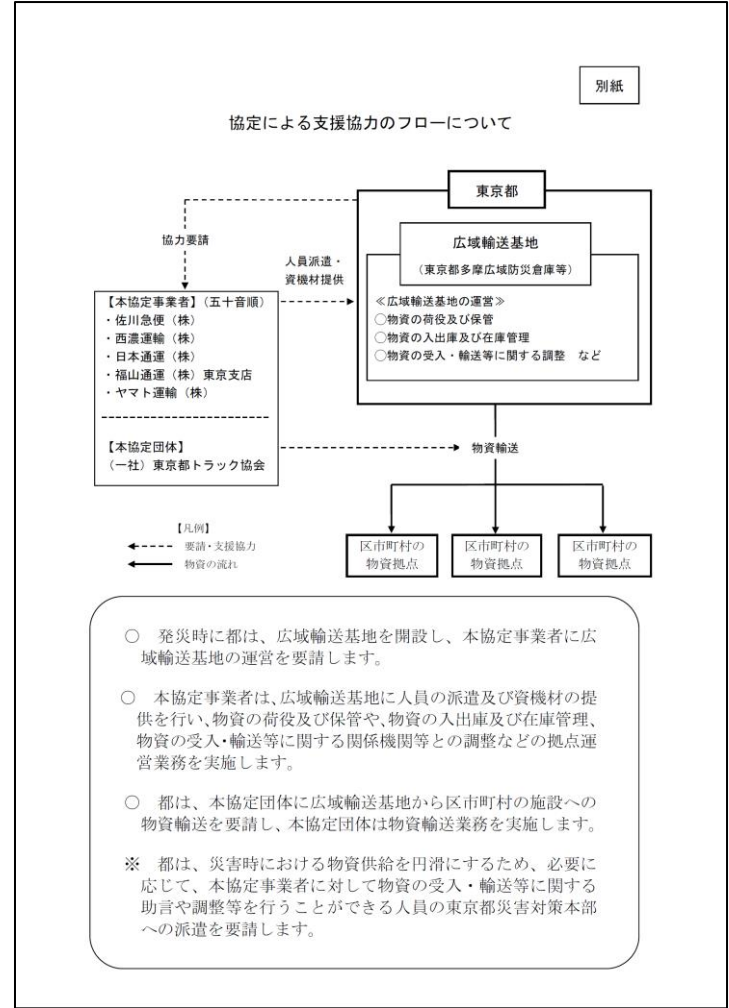 別紙
協定による支援協力のフローについて
東京都
協力要請
広域輸送基地
（東京都多摩広域防災倉庫等）
人員派遣・
資機材提供
≪広域輸送基地の運営≫
○物資の荷役及び保管
○物資の入出庫及び在庫管理
○物資の受入・輸送等に関する調整　など
【本協定事業者】（五十音順）
・佐川急便（株）
・西濃運輸（株）
・日本通運（株）
・福山通運（株）東京支店
・ヤマト運輸（株）
【本協定団体】
（一社）東京都トラック協会
物資輸送
【凡例】
要請・支援協力
物資の流れ
区市町村の
物資拠点
区市町村の
物資拠点
区市町村の
物資拠点
○　発災時に都は、広域輸送基地を開設し、本協定事業者に広
域輸送基地の運営を要請します。
○　本協定事業者は、広域輸送基地に人員の派遣及び資機材の提
供を行い、物資の荷役及び保管や、物資の入出庫及び在庫管理、
物資の受入・輸送等に関する関係機関等との調整などの拠点運
営業務を実施します。
○　都は、本協定団体に広域輸送基地から区市町村の施設への
物資輸送を要請し、本協定団体は物資輸送業務を実施します。
※　都は、災害時における物資供給を円滑にするため、必要に
応じて、本協定事業者に対して物資の受入・輸送等に関する
助言や調整等を行うことができる人員の東京都災害対策本部
への派遣を要請します。